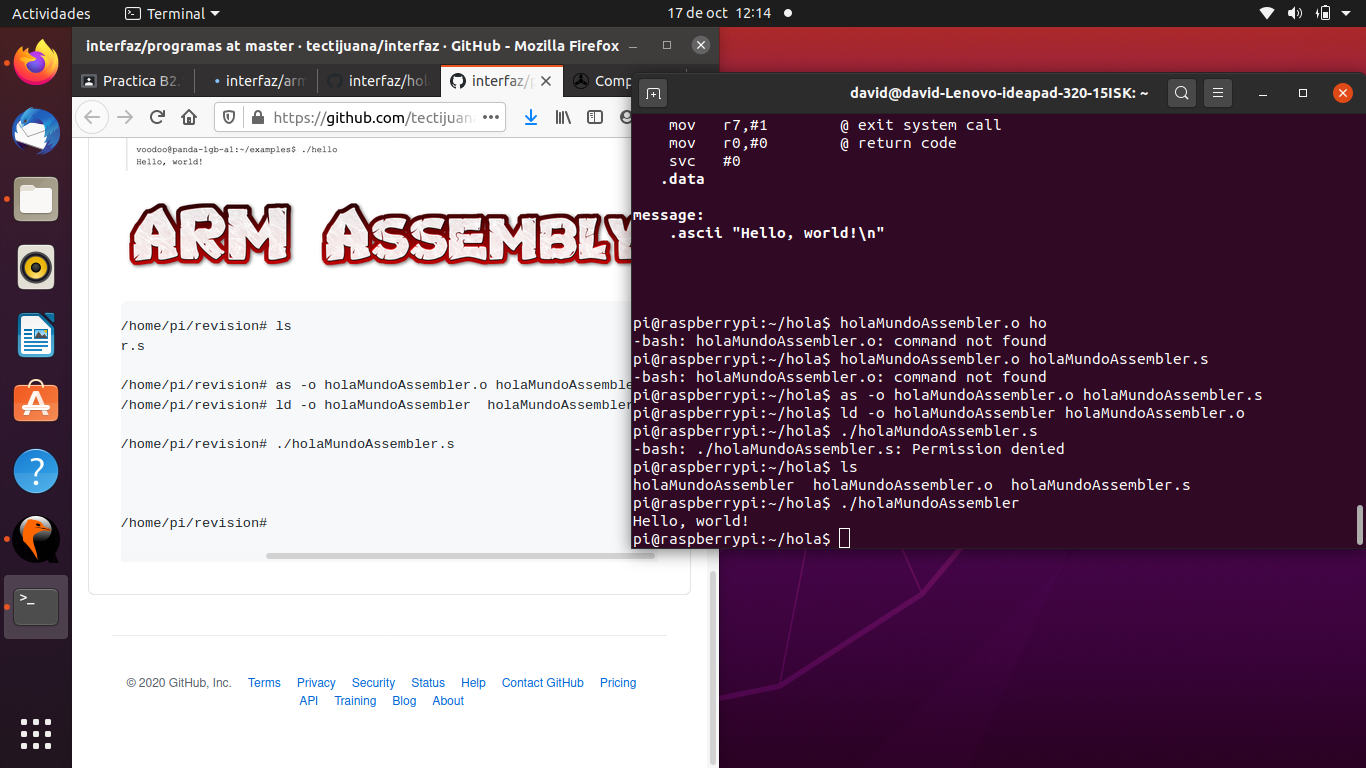 Actividades
Terminal
17 de oct 12:14
interfaz/programas at master · tectijuana/interfaz · GitHub - Mozilla Firefox
Practica B2.
interfaz/arm
interfaz/hol
interfaz/p
Comp
https://github.com/tectijuana
voodoo@panda-1gb-a1:~/examples$ ./hello
Hello, world!
ARM ASSEMBLY
/home/pi/revision# ls
r.s
/home/pi/revision# as -o holaMundoAssembler.o holaMundoAssemble
/home/pi/revision# ld -o holaMundoAssembler  holaMundoAssembler
/home/pi/revision# ./holaMundoAssembler.s
/home/pi/revision#
© 2020 GitHub, Inc. Terms Privacy Security Status Help Contact GitHub Pricing
API Training Blog About
david@david-Lenovo-ideapad-320-15ISK: ~
mov r7,#1 @ exit system call
mov r0,#0 @ return code
svc #0
.data
message:
.ascii "Hello, world!\n"
pi@raspberrypi:~/hola$ holaMundoAssembler.o ho
-bash: holaMundoAssembler.o: command not found
pi@raspberrypi:~/hola$ holaMundoAssembler.o holaMundoAssembler.s
-bash: holaMundoAssembler.o: command not found
pi@raspberrypi:~/hola$ as -o holaMundoAssembler.o holaMundoAssembler.s
pi@raspberrypi:~/hola$ ld -o holaMundoAssembler holaMundoAssembler.o
pi@raspberrypi:~/hola$ ./holaMundoAssembler.s
-bash: ./holaMundoAssembler.s: Permission denied
pi@raspberrypi:~/hola$ ls
holaMundoAssembler  holaMundoAssembler.o  holaMundoAssembler.s
pi@raspberrypi:~/hola$ ./holaMundoAssembler
Hello, world!
pi@raspberrypi:~/hola$